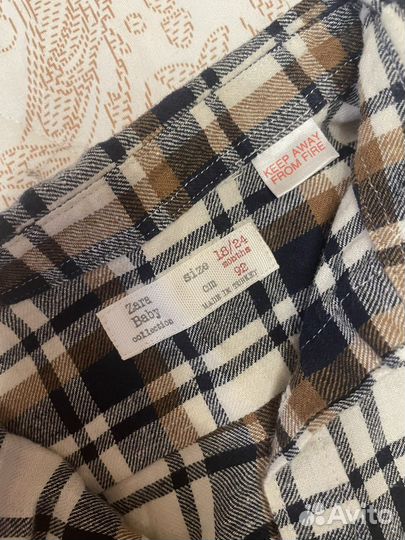 KEEP AWAY
FROM FIRE
Zara
Baby
collection
size
18/24
months
cm
92
MADE IN TURKEY
Avito